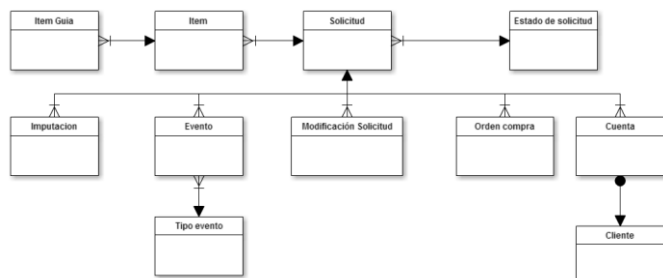 Item Guia
Item
Solicitud
Estado de solicitud
Imputacion
Evento
Modificación Solicitud
Orden compra
Cuenta
Tipo evento
Cliente